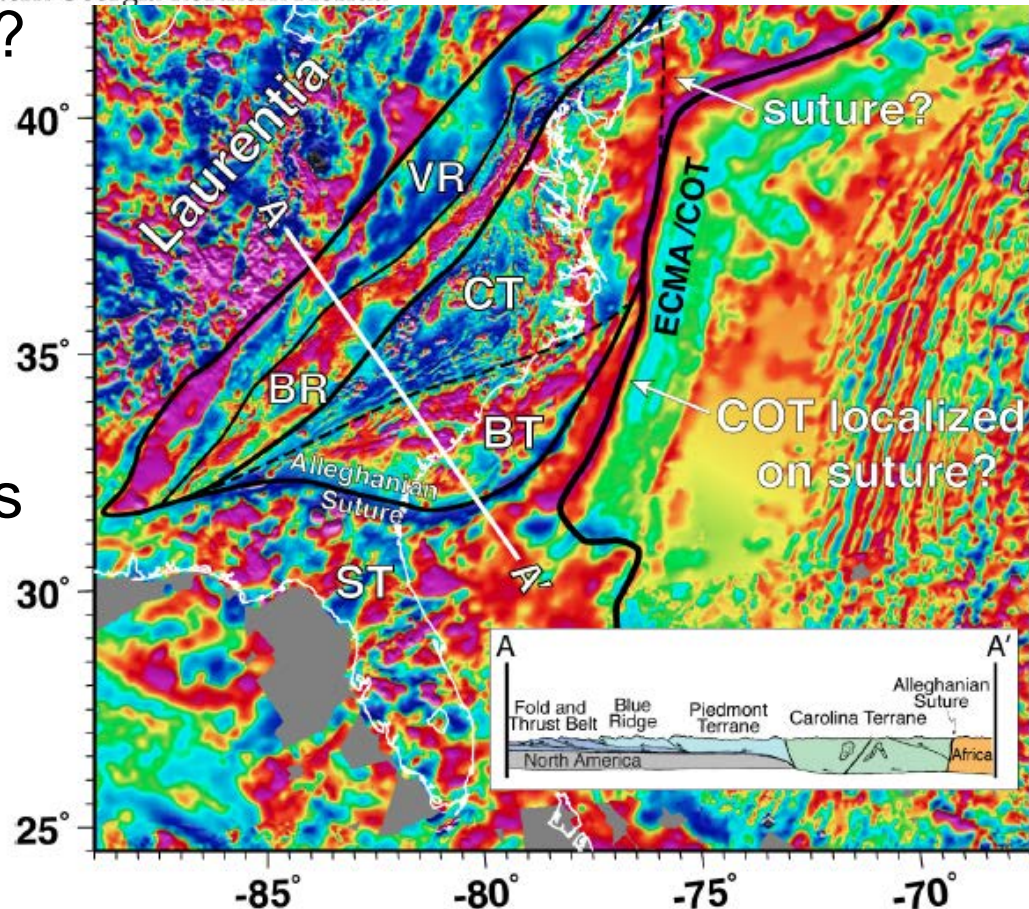 ?
s
40°
35°
30°
25°
-85°
-80°
-75°
-70°
Laurentia
A
VR
CT
BR
BT
ST
Alleghanian
Suture
A'
suture?
ECMA/COT
COT localized
on suture?
A
A'
Fold and
Thrust Belt
Blue
Ridge
Piedmont
Terrane
Carolina Terrane
Alleghanian
Suture
North America
Africa